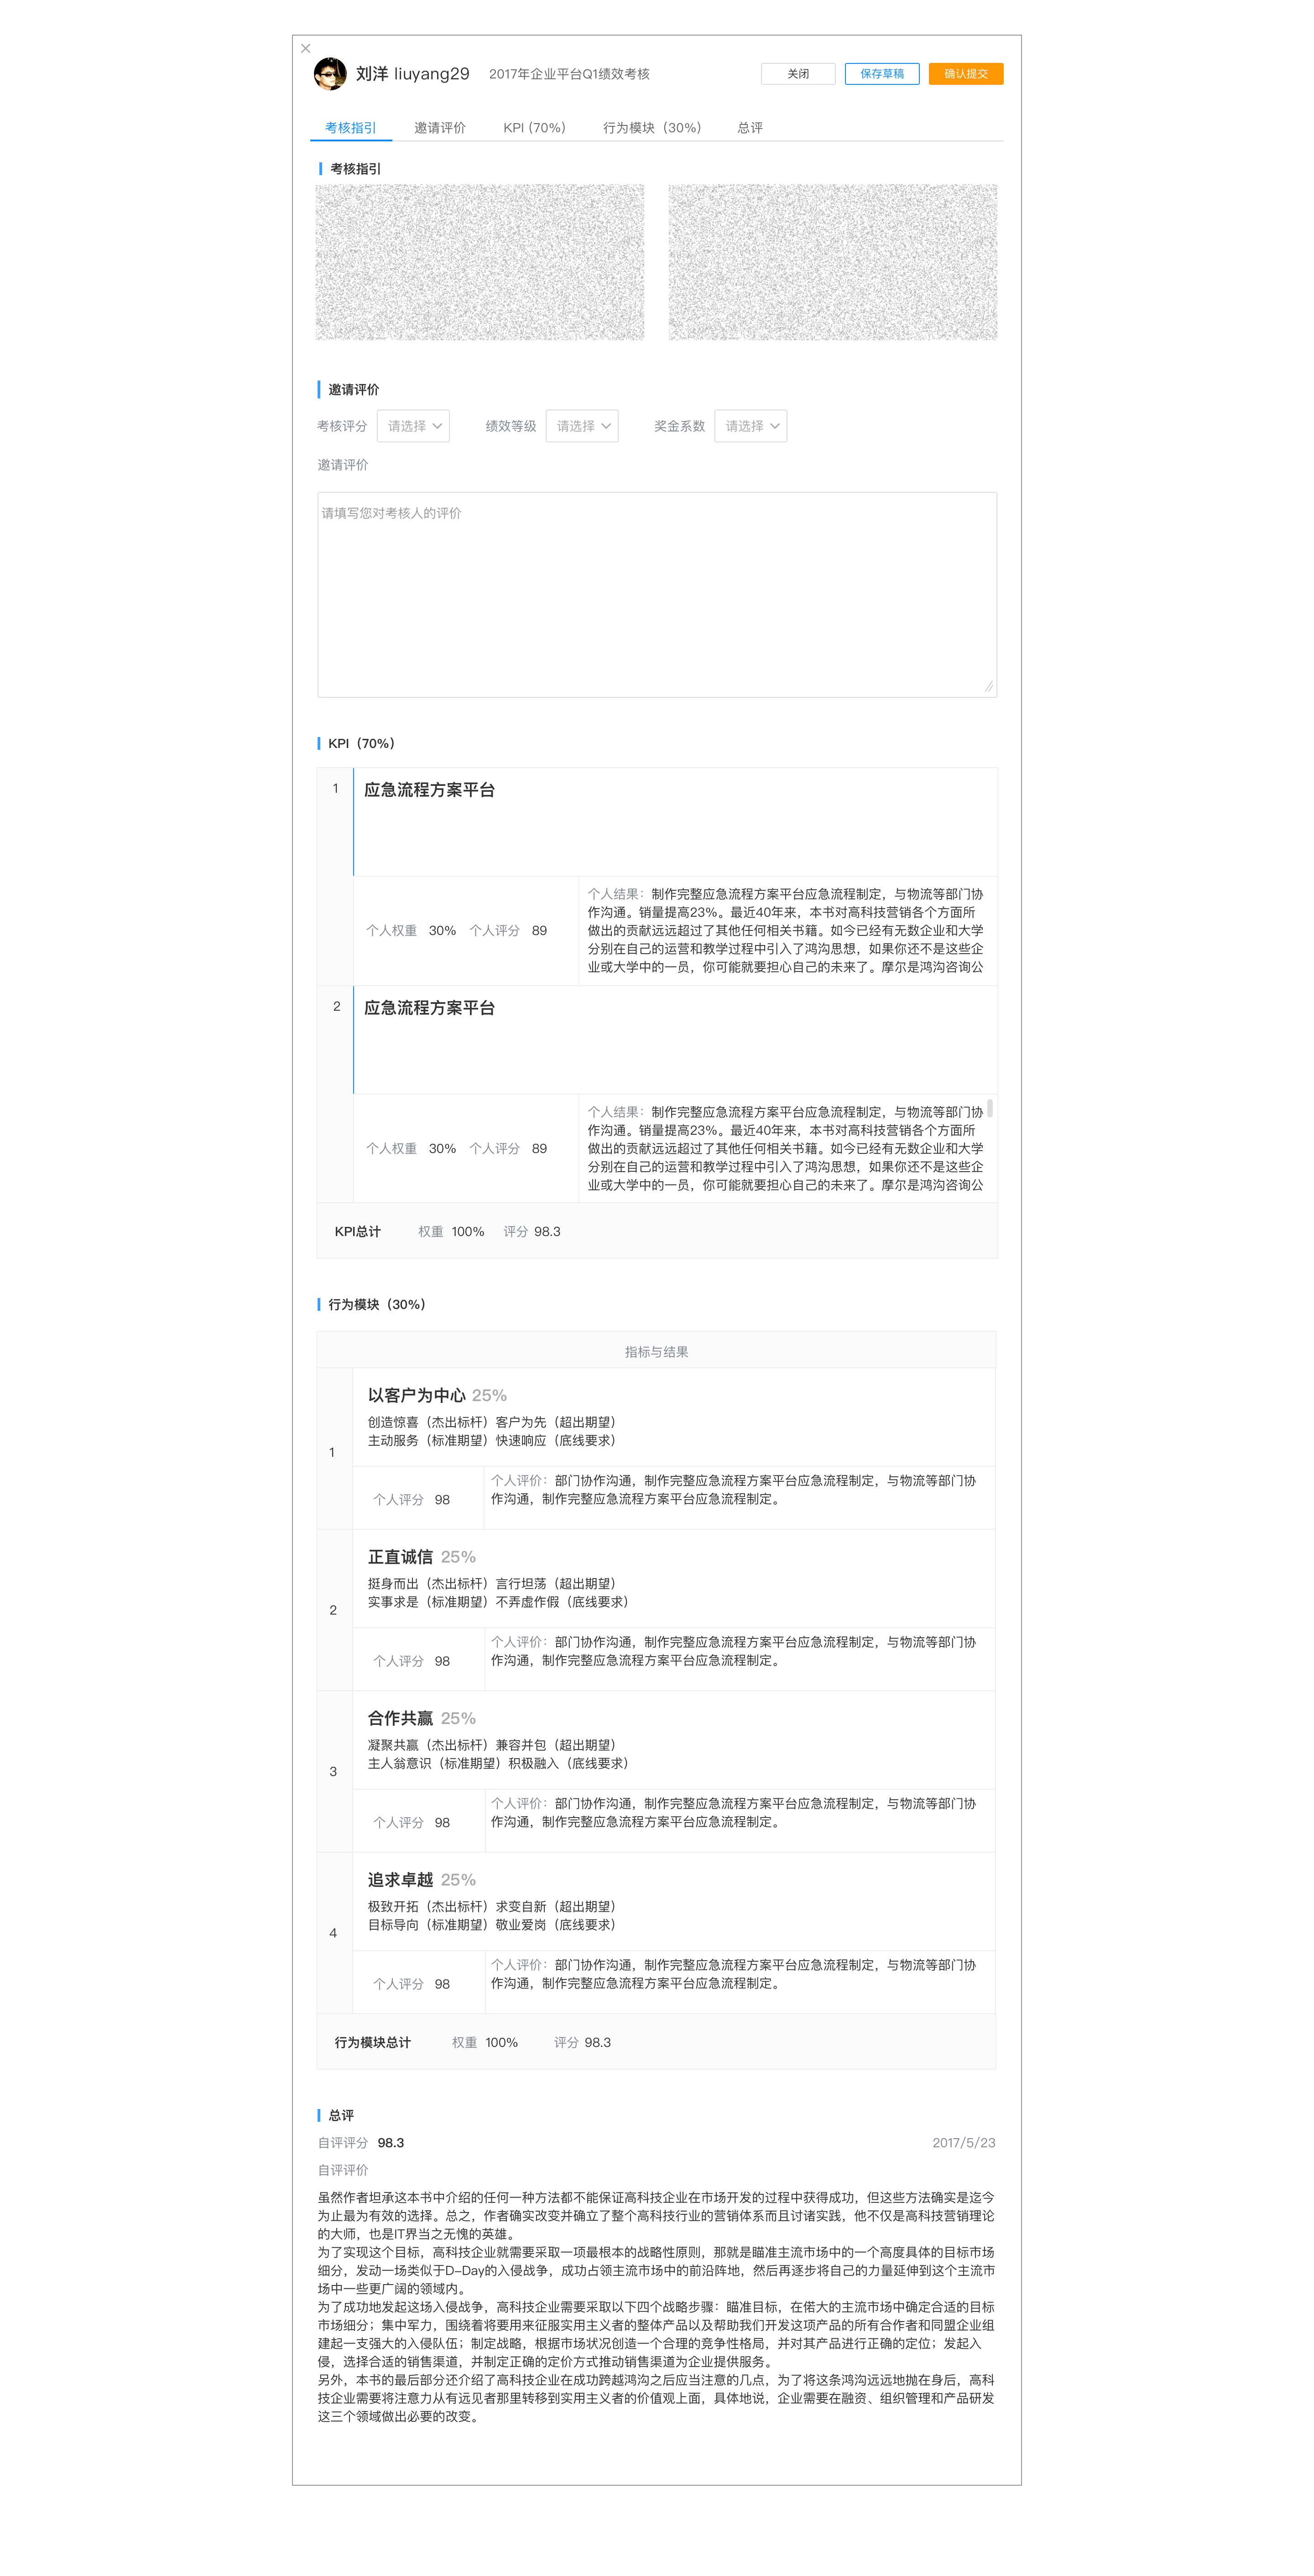 刘洋 liuyang29 2017年企业平台Q1绩效考核 关闭 保存草稿 确认提交
考核指引 邀请评价 KPI (70%) 行为模块（30%） 总评
考核指引
邀请评价
考核评分 请选择 绩效等级 请选择 奖金系数 请选择
邀请评价
请填写您对考核人的评价
KPI（70%）
1 应急流程方案平台
个人权重 30% 个人评分 89
个人结果：制作完整应急流程方案平台应急流程制定，与物流等部门协
作沟通。销量提高23%。最近40年来，本书对高科技营销各个方面所
做出的贡献远远超过了其他任何相关书籍。如今已经有无数企业和大学
分别在自己的运营和教学过程中引入了鸿沟思想，如果你还不是这些企
业或大学中的一员，你可能就要担心自己的未来了。摩尔是鸿沟咨询公
2 应急流程方案平台
个人权重 30% 个人评分 89
个人结果：制作完整应急流程方案平台应急流程制定，与物流等部门协
作沟通。销量提高23%。最近40年来，本书对高科技营销各个方面所
做出的贡献远远超过了其他任何相关书籍。如今已经有无数企业和大学
分别在自己的运营和教学过程中引入了鸿沟思想，如果你还不是这些企
业或大学中的一员，你可能就要担心自己的未来了。摩尔是鸿沟咨询公
KPI总计 权重 100% 评分 98.3
行为模块（30%）
指标与结果
1
以客户为中心 25%
创造惊喜（杰出标杆）客户为先（超出期望）
主动服务（标准期望）快速响应（底线要求）
个人评分 98
个人评价：部门协作沟通，制作完整应急流程方案平台应急流程制定，与物流等部门协
作沟通，制作完整应急流程方案平台应急流程制定。
2
正直诚信 25%
挺身而出（杰出标杆）言行坦荡（超出期望）
实事求是（标准期望）不弄虚作假（底线要求）
个人评分 98
个人评价：部门协作沟通，制作完整应急流程方案平台应急流程制定，与物流等部门协
作沟通，制作完整应急流程方案平台应急流程制定。
3
合作共赢 25%
凝聚共赢（杰出标杆）兼容并包（超出期望）
主人翁意识（标准期望）积极融入（底线要求）
个人评分 98
个人评价：部门协作沟通，制作完整应急流程方案平台应急流程制定，与物流等部门协
作沟通，制作完整应急流程方案平台应急流程制定。
4
追求卓越 25%
极致开拓（杰出标杆）求变自新（超出期望）
目标导向（标准期望）敬业爱岗（底线要求）
个人评分 98
个人评价：部门协作沟通，制作完整应急流程方案平台应急流程制定，与物流等部门协
作沟通，制作完整应急流程方案平台应急流程制定。
行为模块总计 权重 100% 评分 98.3
总评
自评评分 98.3 2017/5/23
自评评价
虽然作者坦承这本书中介绍的任何一种方法都不能保证高科技企业在市场开发的过程中获得成功，但这些方法确实是迄今
为止最为有效的选择。总之，作者确实改变并确立了整个高科技行业的营销体系而且讨诸实践，他不仅是高科技营销理论
的大师，也是IT界当之无愧的英雄。
为了实现这个目标，高科技企业就需要采取一项最根本的战略性原则，那就是瞄准主流市场中的一个高度具体的目标市场
细分，发动一场类似于D-Day的入侵战争，成功占领主流市场中的前沿阵地，然后再逐步将自己的力量延伸到这个主流市
场中一些更广阔的领域内。
为了成功地发起这场入侵战争，高科技企业需要采取以下四个战略步骤：瞄准目标，在偌大的主流市场中确定合适的目标
市场细分；集中军力，围绕着将要用来征服实用主义者的整体产品以及帮助我们开发这项产品的所有合作者和同盟企业组
建起一支强大的入侵队伍；制定战略，根据市场状况创造一个合理的竞争性格局，并对其产品进行正确的定位；发起入
侵，选择合适的销售渠道，并制定正确的定价方式推动销售渠道为企业提供服务。
另外，本书的最后部分还介绍了高科技企业在成功跨越鸿沟之后应当注意的几点，为了将这条鸿沟远远地抛在身后，高科
技企业需要将注意力从有远见者那里转移到实用主义者的价值观上面，具体地说，企业需要在融资、组织管理和产品研发
这三个领域做出必要的改变。